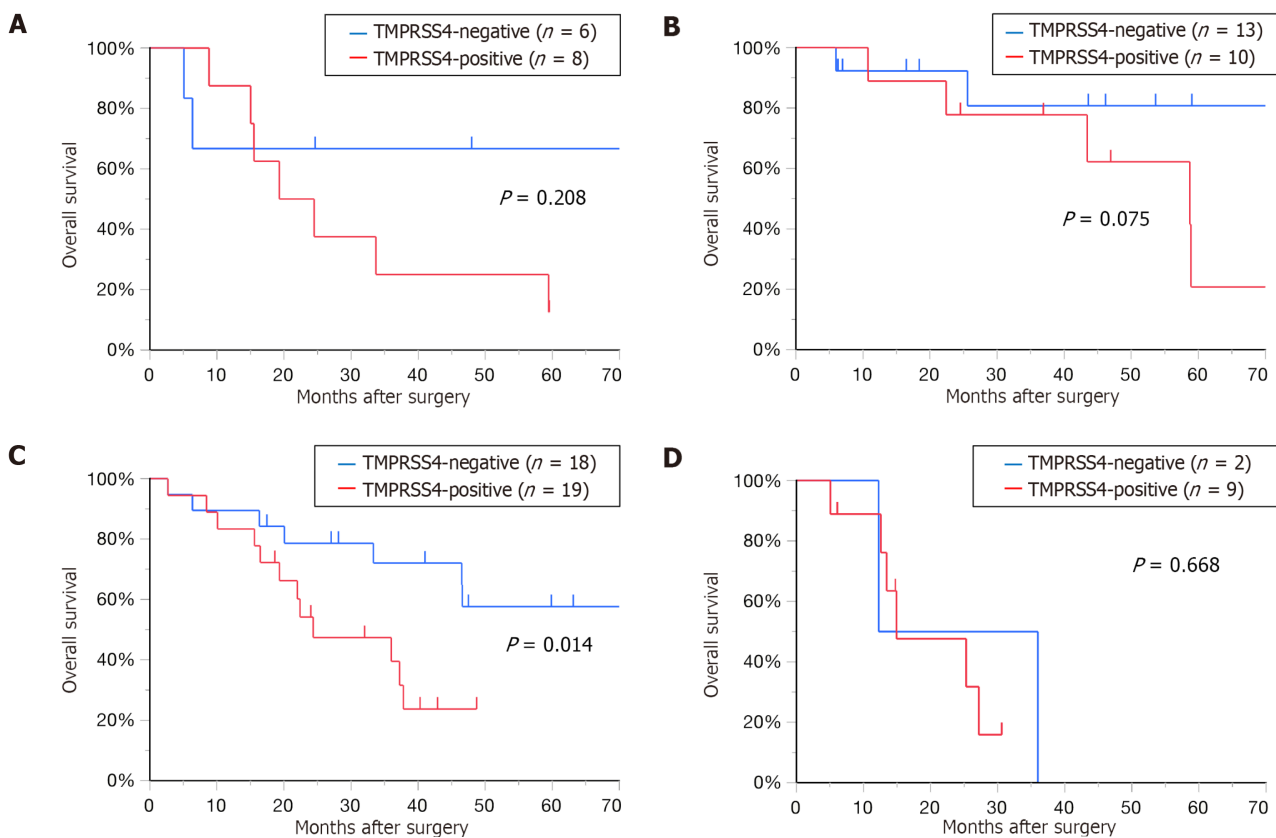 A
TMPRSS4-negative (n = 6)
TMPRSS4-positive (n = 8)
100%
80%
60%
40%
20%
0%
Overall survival
P = 0.208
0 10 20 30 40 50 60 70
Months after surgery
B
TMPRSS4-negative (n = 13)
TMPRSS4-positive (n = 10)
100%
80%
60%
40%
20%
0%
Overall survival
P = 0.075
0 10 20 30 40 50 60 70
Months after surgery
C
TMPRSS4-negative (n = 18)
TMPRSS4-positive (n = 19)
100%
80%
60%
40%
20%
0%
Overall survival
P = 0.014
0 10 20 30 40 50 60 70
Months after surgery
D
TMPRSS4-negative (n = 2)
TMPRSS4-positive (n = 9)
100%
80%
60%
40%
20%
0%
Overall survival
P = 0.668
0 10 20 30 40 50 60 70
Months after surgery